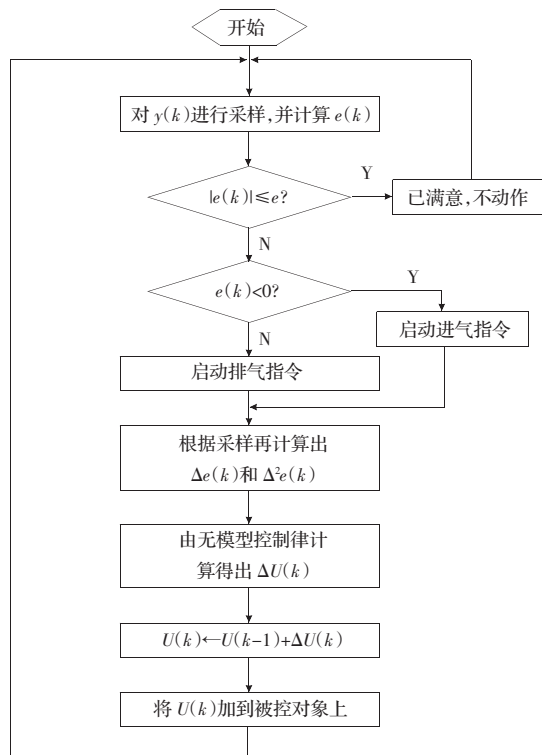 开始
对 y(k)进行采样,并计算 e(k)
|e(k)|≤e?
Y
已满意,不动作
N
e(k)<0?
Y
启动进气指令
N
启动排气指令
根据采样再计算出
Δe(k)和 Δ²e(k)
由无模型控制律计
算得出 ΔU(k)
U(k)←U(k-1)+ΔU(k)
将 U(k)加到被控对象上